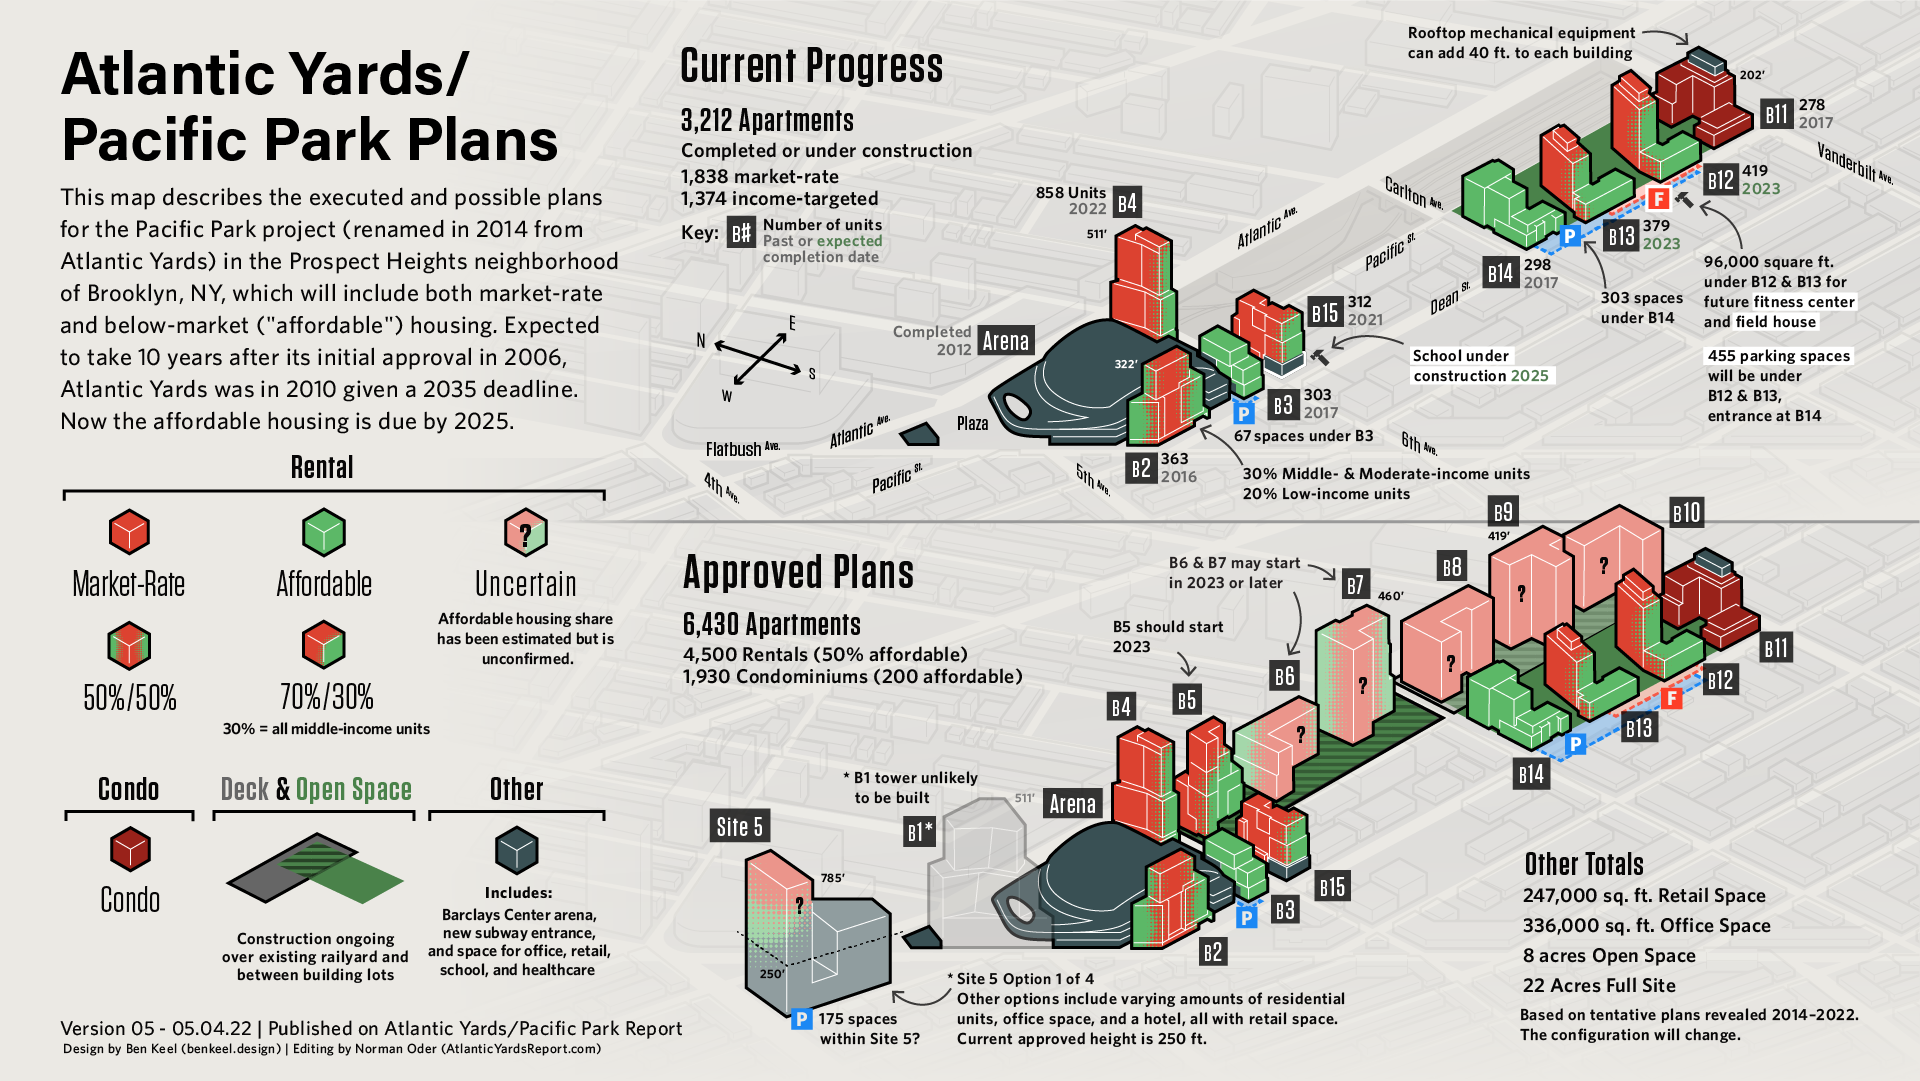 Atlantic Yards/
Pacific Park Plans
This map describes the executed and possible plans
for the Pacific Park project (renamed in 2014 from
Atlantic Yards) in the Prospect Heights neighborhood
of Brooklyn, NY, which will include both market-rate
and below-market ("affordable") housing. Expected
to take 10 years after its initial approval in 2006,
Atlantic Yards was in 2010 given a 2035 deadline.
Now the affordable housing is due by 2025.
Rental
Market-Rate
Affordable
?
Uncertain
Affordable housing share
has been estimated but is
unconfirmed.
50%/50%
70%/30%
30% = all middle-income units
Condo
Condo
Deck & Open Space
Construction ongoing
over existing railyard and
between building lots
Other
Includes:
Barclays Center arena,
new subway entrance,
and space for office, retail,
school, and healthcare
Version 05 - 05.04.22 | Published on Atlantic Yards/Pacific Park Report
Design by Ben Keel (benkeel.design) | Editing by Norman Oder (AtlanticYardsReport.com)
Current Progress
3,212 Apartments
Completed or under construction
1,838 market-rate
1,374 income-targeted
Key:
B#
Number of units
Past or expected
completion date
N
E
S
W
858 Units
2022
B4
511'
Completed
2012
Arena
322'
Plaza
Flatbush Ave.
Atlantic Ave.
4th Ave.
Pacific St.
5th Ave.
6th Ave.
Atlantic Ave.
Pacific St.
Dean St.
Carlton Ave.
Vanderbilt Ave.
B15
312
2021
School under
construction 2025
P
B3
303
2017
67 spaces under B3
B2
363
2016
30% Middle- & Moderate-income units
20% Low-income units
Rooftop mechanical equipment
can add 40 ft. to each building
202'
B11
278
2017
B12
419
2023
F
B13
379
2023
P
B14
298
2017
303 spaces
under B14
96,000 square ft.
under B12 & B13 for
future fitness center
and field house
455 parking spaces
will be under
B12 & B13,
entrance at B14
Approved Plans
6,430 Apartments
4,500 Rentals (50% affordable)
1,930 Condominiums (200 affordable)
B6 & B7 may start
in 2023 or later
B5 should start
2023
B4
B5
B6
B7
460'
?
?
B8
?
B9
419'
?
B10
?
B11
B12
F
B13
P
B14
* B1 tower unlikely
to be built
B1*
511'
Arena
Site 5
785'
?
250'
P
175 spaces
within Site 5?
* Site 5 Option 1 of 4
Other options include varying amounts of residential
units, office space, and a hotel, all with retail space.
Current approved height is 250 ft.
B15
B3
P
B2
Other Totals
247,000 sq. ft. Retail Space
336,000 sq. ft. Office Space
8 acres Open Space
22 Acres Full Site
Based on tentative plans revealed 2014–2022.
The configuration will change.